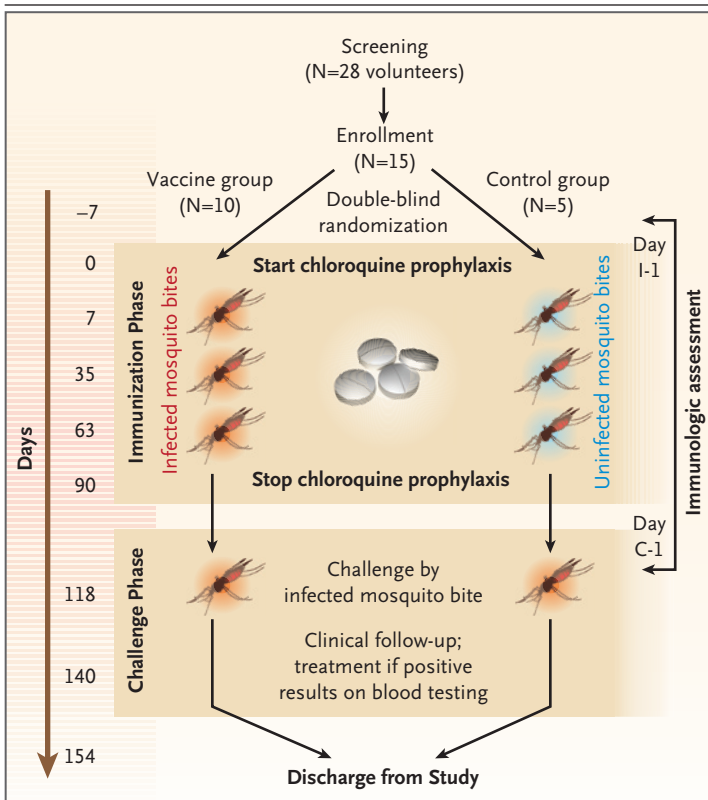 Screening
(N=28 volunteers)
Enrollment
(N=15)
Vaccine group
(N=10)
Double-blind
randomization
Control group
(N=5)
Days
−7
0
7
35
63
90
118
140
154
Immunization Phase
Infected mosquito bites
Start chloroquine prophylaxis
Stop chloroquine prophylaxis
Uninfected mosquito bites
Day
I-1
Immunologic assessment
Day
C-1
Challenge Phase
Challenge by
infected mosquito bite
Clinical follow-up;
treatment if positive
results on blood testing
Discharge from Study